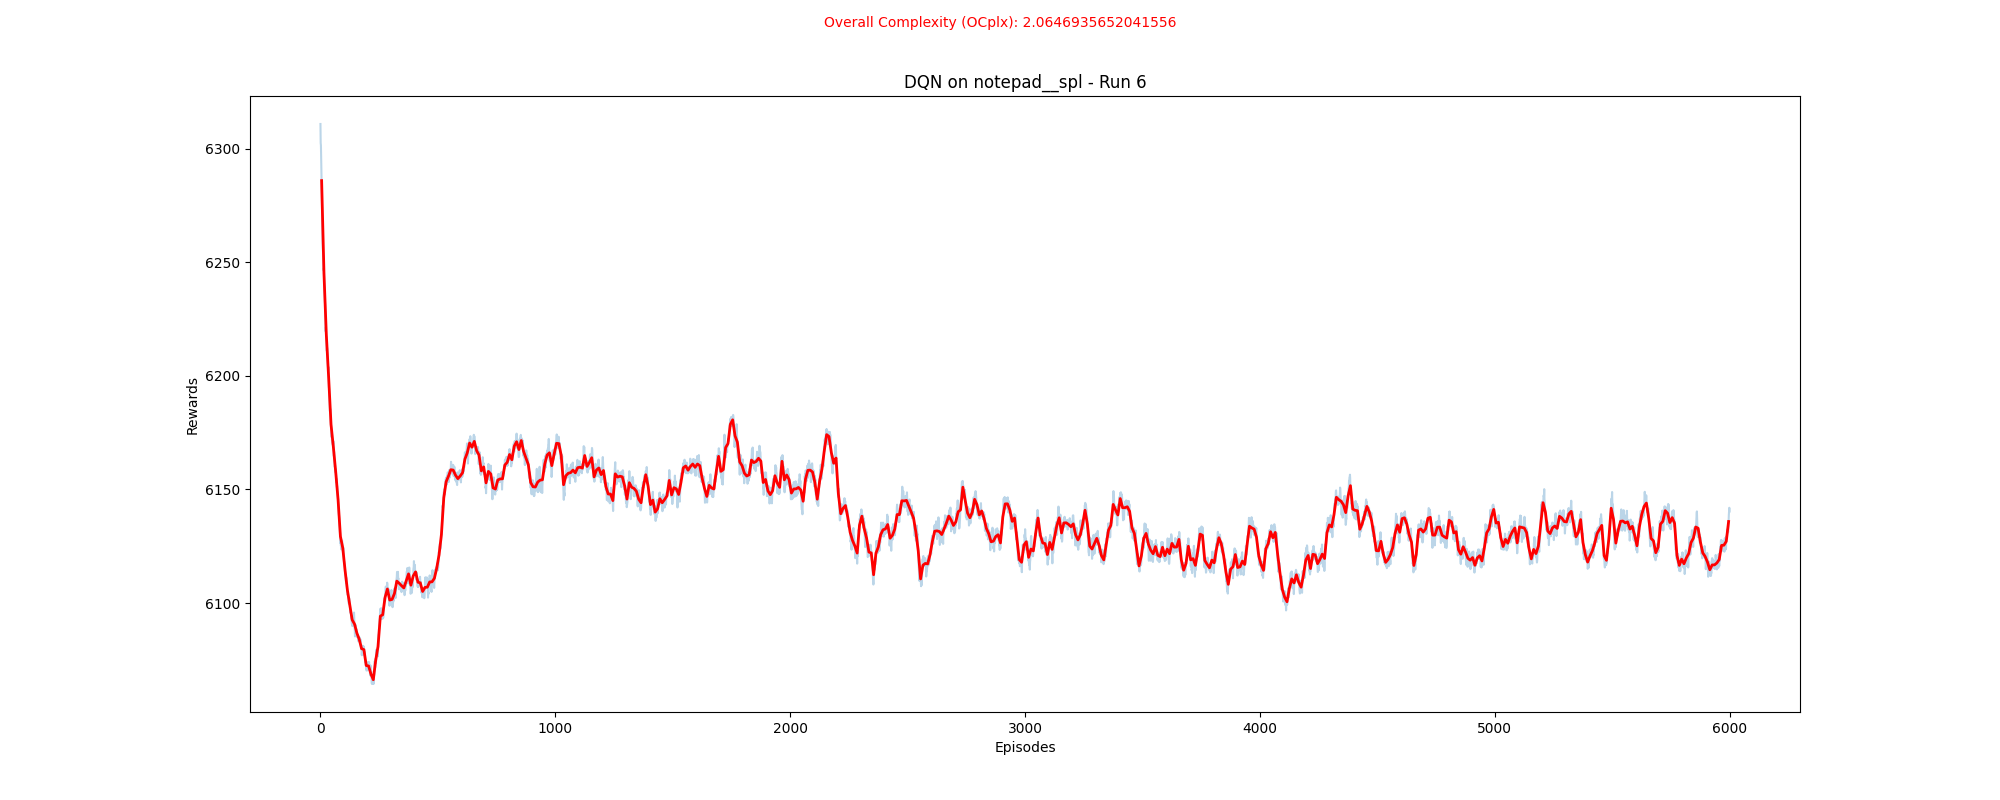 Overall Complexity (OCplx): 2.0646935652041556
DQN on notepad__spl - Run 6
6300
6250
6200
6150
6100
Rewards
0 1000 2000 3000 4000 5000 6000
Episodes